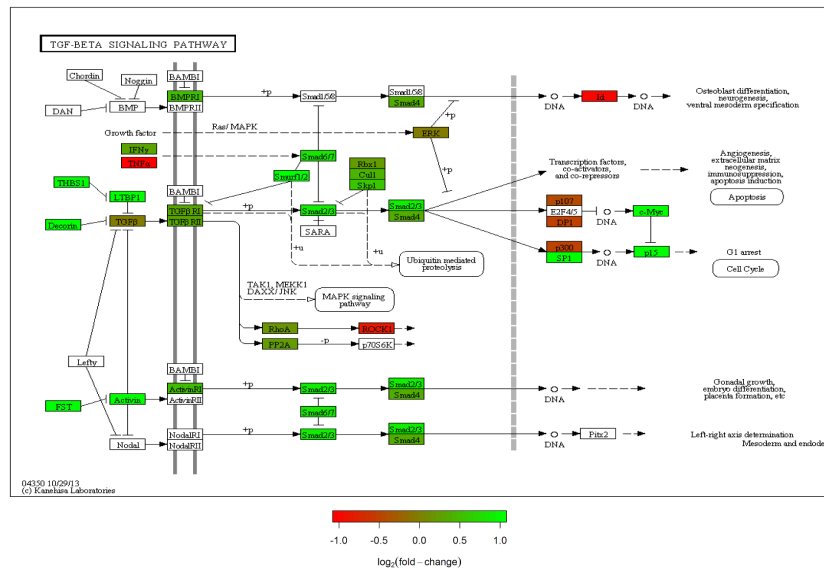 TGF-BETA SIGNALING PATHWAY
Chordin
Noggin
BAMBI
BMPRI
BMPRII
DAN
BMP
+p
Smad1/5/8
Smad1/5/8
Smad4
DNA
Id
DNA
Osteoblast differentiation,
neurogenesis,
ventral mesoderm specification
Growth factor
Ras/ MAPK
ERK
+p
+p
IFNγ
TNFα
Smad6/7
Smurf1/2
Rbx1
Cul1
Skp1
Transcription factors,
co-activators,
and co-repressors
Angiogenesis,
extracellular matrix
neogenesis,
immunosuppression,
apoptosis induction
Apoptosis
THBS1
LTBP1
Decorin
TGFβ
BAMBI
TGFβ RI
TGFβ RII
+p
Smad2/3
SARA
Smad2/3
Smad4
+u
+u
Ubiquitin mediated
proteolysis
p107
E2F4/5
DP1
DNA
c-Myc
p300
SP1
DNA
p15
G1 arrest
Cell Cycle
TAK1, MEKK1
DAXX/ JNK
MAPK signaling
pathway
RhoA
ROCK1
PP2A
-p
p70S6K
Lefty
FST
Activin
BAMBI
ActivinRI
ActivinRII
+p
Smad2/3
Smad2/3
Smad4
DNA
Gonadal growth,
embryo differentiation,
placenta formation, etc
Smad6/7
Nodal
NodalRI
NodalRII
+p
Smad2/3
Smad2/3
Smad4
DNA
Pitx2
Left-right axis determination
Mesoderm and endode
04350 10/29/13
(c) Kanehisa Laboratories
-1.0 -0.5 0.0 0.5 1.0
log2(fold−change)